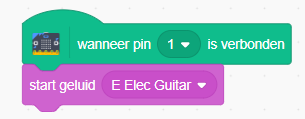 wanneer pin 1 is verbonden
start geluid E Elec Guitar